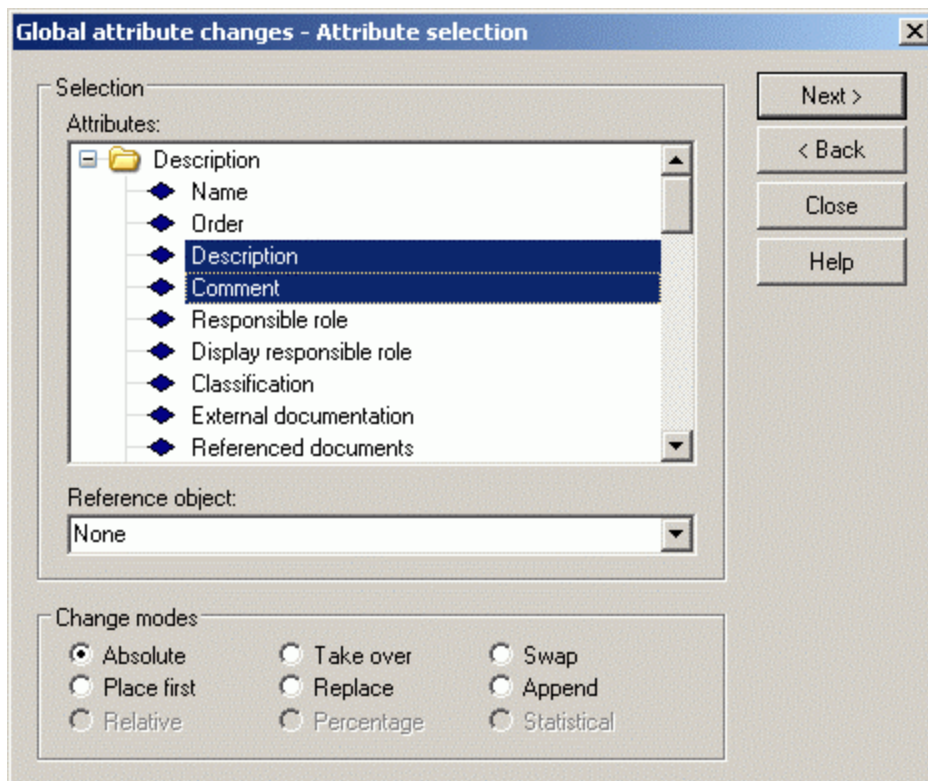 Global attribute changes - Attribute selection
Selection
Attributes:
Description
Name
Order
Description
Comment
Responsible role
Display responsible role
Classification
External documentation
Referenced documents
Reference object:
None
Next >
< Back
Close
Help
Change modes
Absolute Take over Swap
Place first Replace Append
Relative Percentage Statistical